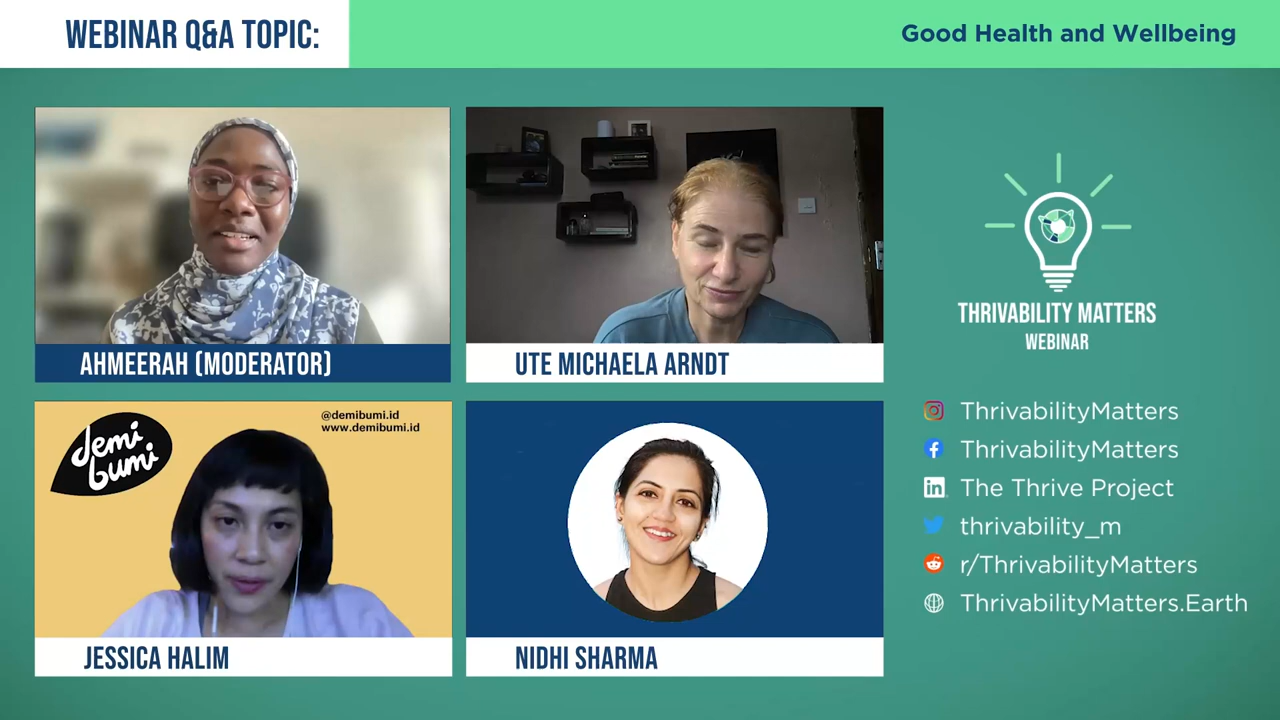 WEBINAR Q&A TOPIC:
Good Health and Wellbeing
AHMEERAH (MODERATOR)
UTE MICHAELA ARNDT
demi
bumi
@demibumi.id
www.demibumi.id
JESSICA HALIM
NIDHI SHARMA
THRIVABILITY MATTERS
WEBINAR
ThrivabilityMatters
ThrivabilityMatters
in The Thrive Project
thrivability_m
r/ThrivabilityMatters
ThrivabilityMatters.Earth